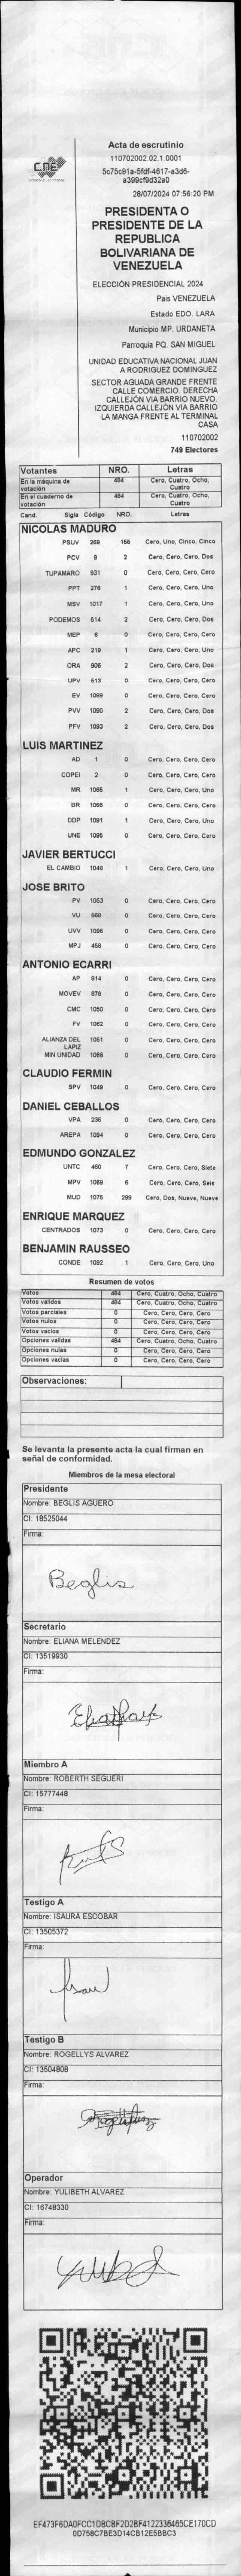 CNE
Acta de escrutinio
110702002.02.1.0001
5c75c91a-5fdf-4617-a3d6-
a399cf9d32a0
28/07/2024 07:56:20 PM
PRESIDENTA O
PRESIDENTE DE LA
REPUBLICA
BOLIVARIANA DE
VENEZUELA
ELECCIÓN PRESIDENCIAL 2024
Pais VENEZUELA
Estado EDO. LARA
Municipio MP. URDANETA
Parroquia PQ. SAN MIGUEL
UNIDAD EDUCATIVA NACIONAL JUAN
A RODRIGUEZ DOMINGUEZ
SECTOR AGUADA GRANDE FRENTE
CALLE COMERCIO. DERECHA
CALLEJÓN VIA BARRIO NUEVO.
IZQUIERDA CALLEJÓN VIA BARRIO
LA MANGA FRENTE AL TERMINAL
CASA
110702002
749 Electores
Votantes NRO. Letras
En la máquina de votación 484 Cero, Cuatro, Ocho, Cuatro
En el cuaderno de votación 484 Cero, Cuatro, Ocho, Cuatro
Cand. Sigla Código NRO. Letras
NICOLAS MADURO
PSUV 269 155 Cero, Uno, Cinco, Cinco
PCV 9 2 Cero, Cero, Cero, Dos
TUPAMARO 931 0 Cero, Cero, Cero, Cero
PPT 276 1 Cero, Cero, Cero, Uno
MSV 1017 1 Cero, Cero, Cero, Uno
PODEMOS 514 2 Cero, Cero, Cero, Dos
MEP 6 0 Cero, Cero, Cero, Cero
APC 219 1 Cero, Cero, Cero, Uno
ORA 906 2 Cero, Cero, Cero, Dos
UPV 613 0 Cero, Cero, Cero, Cero
EV 1089 0 Cero, Cero, Cero, Cero
PVV 1090 2 Cero, Cero, Cero, Dos
PFV 1093 2 Cero, Cero, Cero, Dos
LUIS MARTINEZ
AD 1 0 Cero, Cero, Cero, Cero
COPEI 2 0 Cero, Cero, Cero, Cero
MR 1065 1 Cero, Cero, Cero, Uno
BR 1066 0 Cero, Cero, Cero, Cero
DDP 1091 1 Cero, Cero, Cero, Uno
UNE 1095 0 Cero, Cero, Cero, Cero
JAVIER BERTUCCI
EL CAMBIO 1046 1 Cero, Cero, Cero, Uno
JOSE BRITO
PV 1053 0 Cero, Cero, Cero, Cero
VU 969 0 Cero, Cero, Cero, Cero
UVV 1096 0 Cero, Cero, Cero, Cero
MPJ 458 0 Cero, Cero, Cero, Cero
ANTONIO ECARRI
AP 814 0 Cero, Cero, Cero, Cero
MOVEV 878 0 Cero, Cero, Cero, Cero
CMC 1050 0 Cero, Cero, Cero, Cero
FV 1062 0 Cero, Cero, Cero, Cero
ALIANZA DEL LAPIZ 1061 0 Cero, Cero, Cero, Cero
MIN UNIDAD 1068 0 Cero, Cero, Cero, Cero
CLAUDIO FERMIN
SPV 1049 0 Cero, Cero, Cero, Cero
DANIEL CEBALLOS
VPA 236 0 Cero, Cero, Cero, Cero
AREPA 1094 0 Cero, Cero, Cero, Cero
EDMUNDO GONZALEZ
UNTC 460 7 Cero, Cero, Cero, Siete
MPV 1069 6 Cero, Cero, Cero, Seis
MUD 1075 299 Cero, Dos, Nueve, Nueve
ENRIQUE MARQUEZ
CENTRADOS 1073 0 Cero, Cero, Cero, Cero
BENJAMIN RAUSSEO
CONDE 1092 1 Cero, Cero, Cero, Uno
Resumen de votos
Votos 484 Cero, Cuatro, Ocho, Cuatro
Votos validos 484 Cero, Cuatro, Ocho, Cuatro
Votos parciales 0 Cero, Cero, Cero, Cero
Votos nulos 0 Cero, Cero, Cero, Cero
Votos vacios 0 Cero, Cero, Cero, Cero
Opciones validas 484 Cero, Cuatro, Ocho, Cuatro
Opciones nulas 0 Cero, Cero, Cero, Cero
Opciones vacias 0 Cero, Cero, Cero, Cero
Observaciones:
Se levanta la presente acta la cual firman en
señal de conformidad.
Miembros de la mesa electoral
Presidente
Nombre: BEGLIS AGUERO
CI: 18525044
Firma:
Beglis
Secretario
Nombre: ELIANA MELENDEZ
CI: 13519930
Firma:
Miembro A
Nombre: ROBERTH SEGUERI
CI: 15777448
Firma:
Testigo A
Nombre: ISAURA ESCOBAR
CI: 13505372
Firma:
Testigo B
Nombre: ROGELLYS ALVAREZ
CI: 13504808
Firma:
Operador
Nombre: YULIBETH ALVAREZ
CI: 16748330
Firma:
EF473F6DA0FCC1DBCBF2D2BF4122336465CE170CD
0D758C7BE3D14CB12E5BBC3